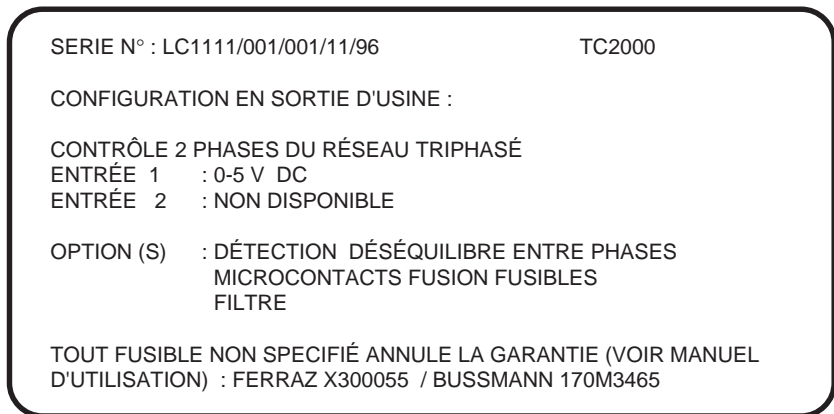 SERIE N° : LC1111/001/001/11/96 TC2000
CONFIGURATION EN SORTIE D'USINE :
CONTRÔLE 2 PHASES DU RÉSEAU TRIPHASÉ
ENTRÉE 1 : 0-5 V DC
ENTRÉE 2 : NON DISPONIBLE
OPTION (S) : DÉTECTION DÉSÉQUILIBRE ENTRE PHASES
MICROCONTACTS FUSION FUSIBLES
FILTRE
TOUT FUSIBLE NON SPECIFIÉ ANNULE LA GARANTIE (VOIR MANUEL
D'UTILISATION) : FERRAZ X300055 / BUSSMANN 170M3465